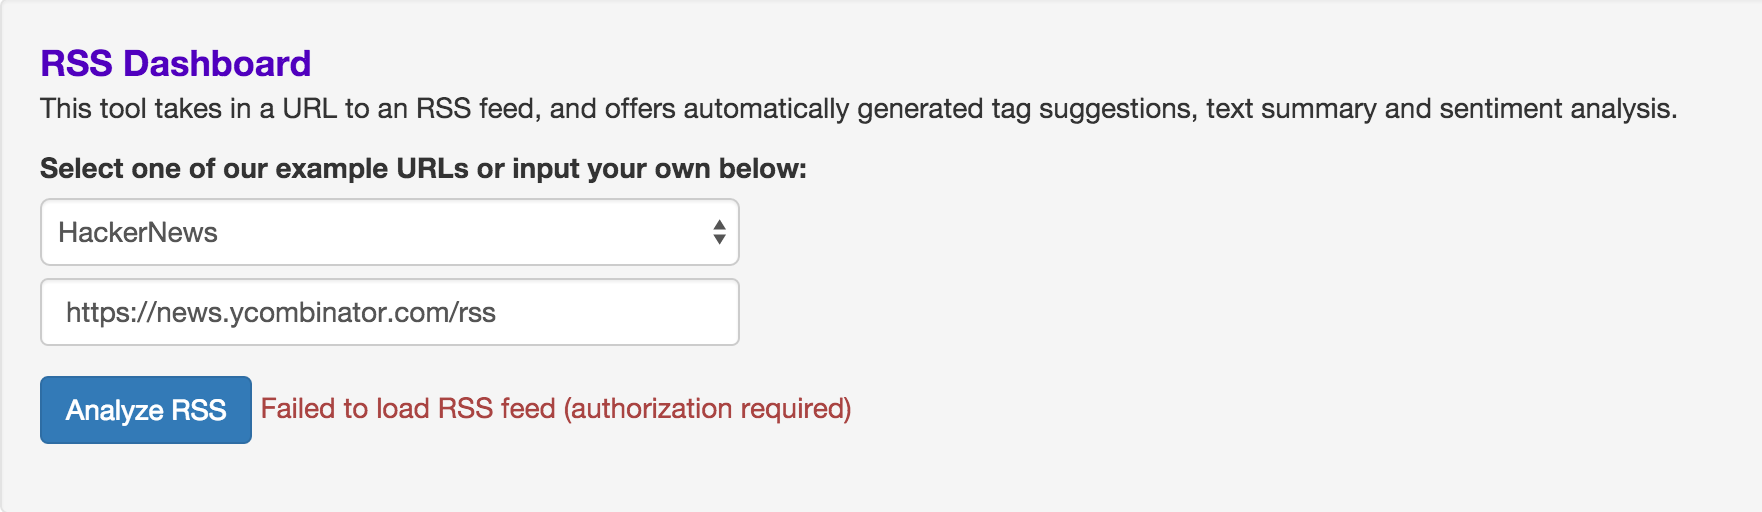 RSS Dashboard
This tool takes in a URL to an RSS feed, and offers automatically generated tag suggestions, text summary and sentiment analysis.
Select one of our example URLs or input your own below:
HackerNews
https://news.ycombinator.com/rss
Analyze RSS Failed to load RSS feed (authorization required)